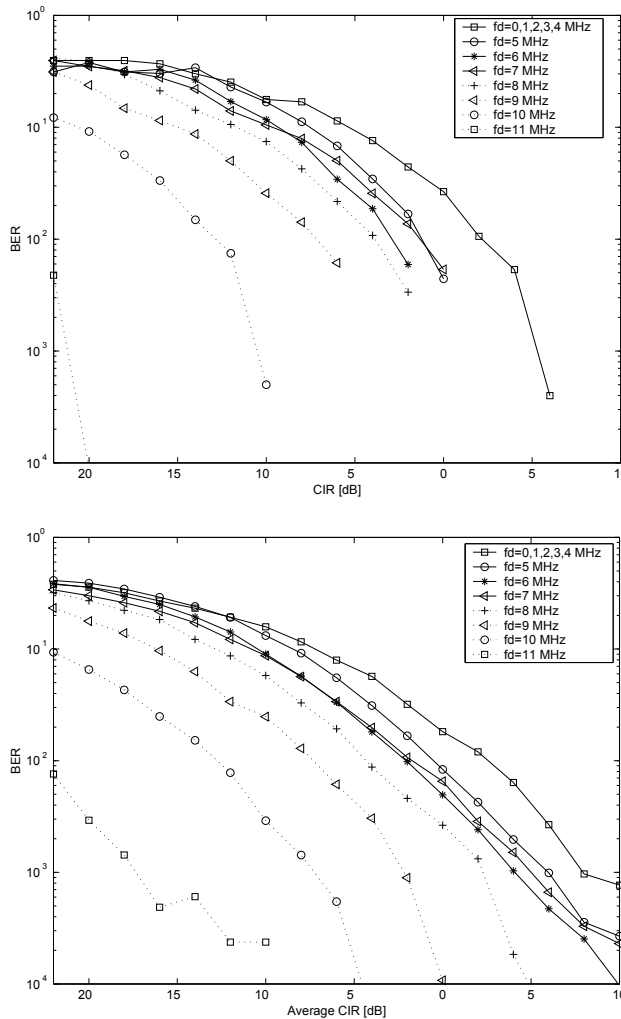 10^0
10^1
10^2
10^3
10^4
BER
20
15
10
5
0
5
10
CIR [dB]
fd=0,1,2,3,4 MHz
fd=5 MHz
fd=6 MHz
fd=7 MHz
fd=8 MHz
fd=9 MHz
fd=10 MHz
fd=11 MHz
10^0
10^1
10^2
10^3
10^4
BER
20
15
10
5
0
5
10
Average CIR [dB]
fd=0,1,2,3,4 MHz
fd=5 MHz
fd=6 MHz
fd=7 MHz
fd=8 MHz
fd=9 MHz
fd=10 MHz
fd=11 MHz